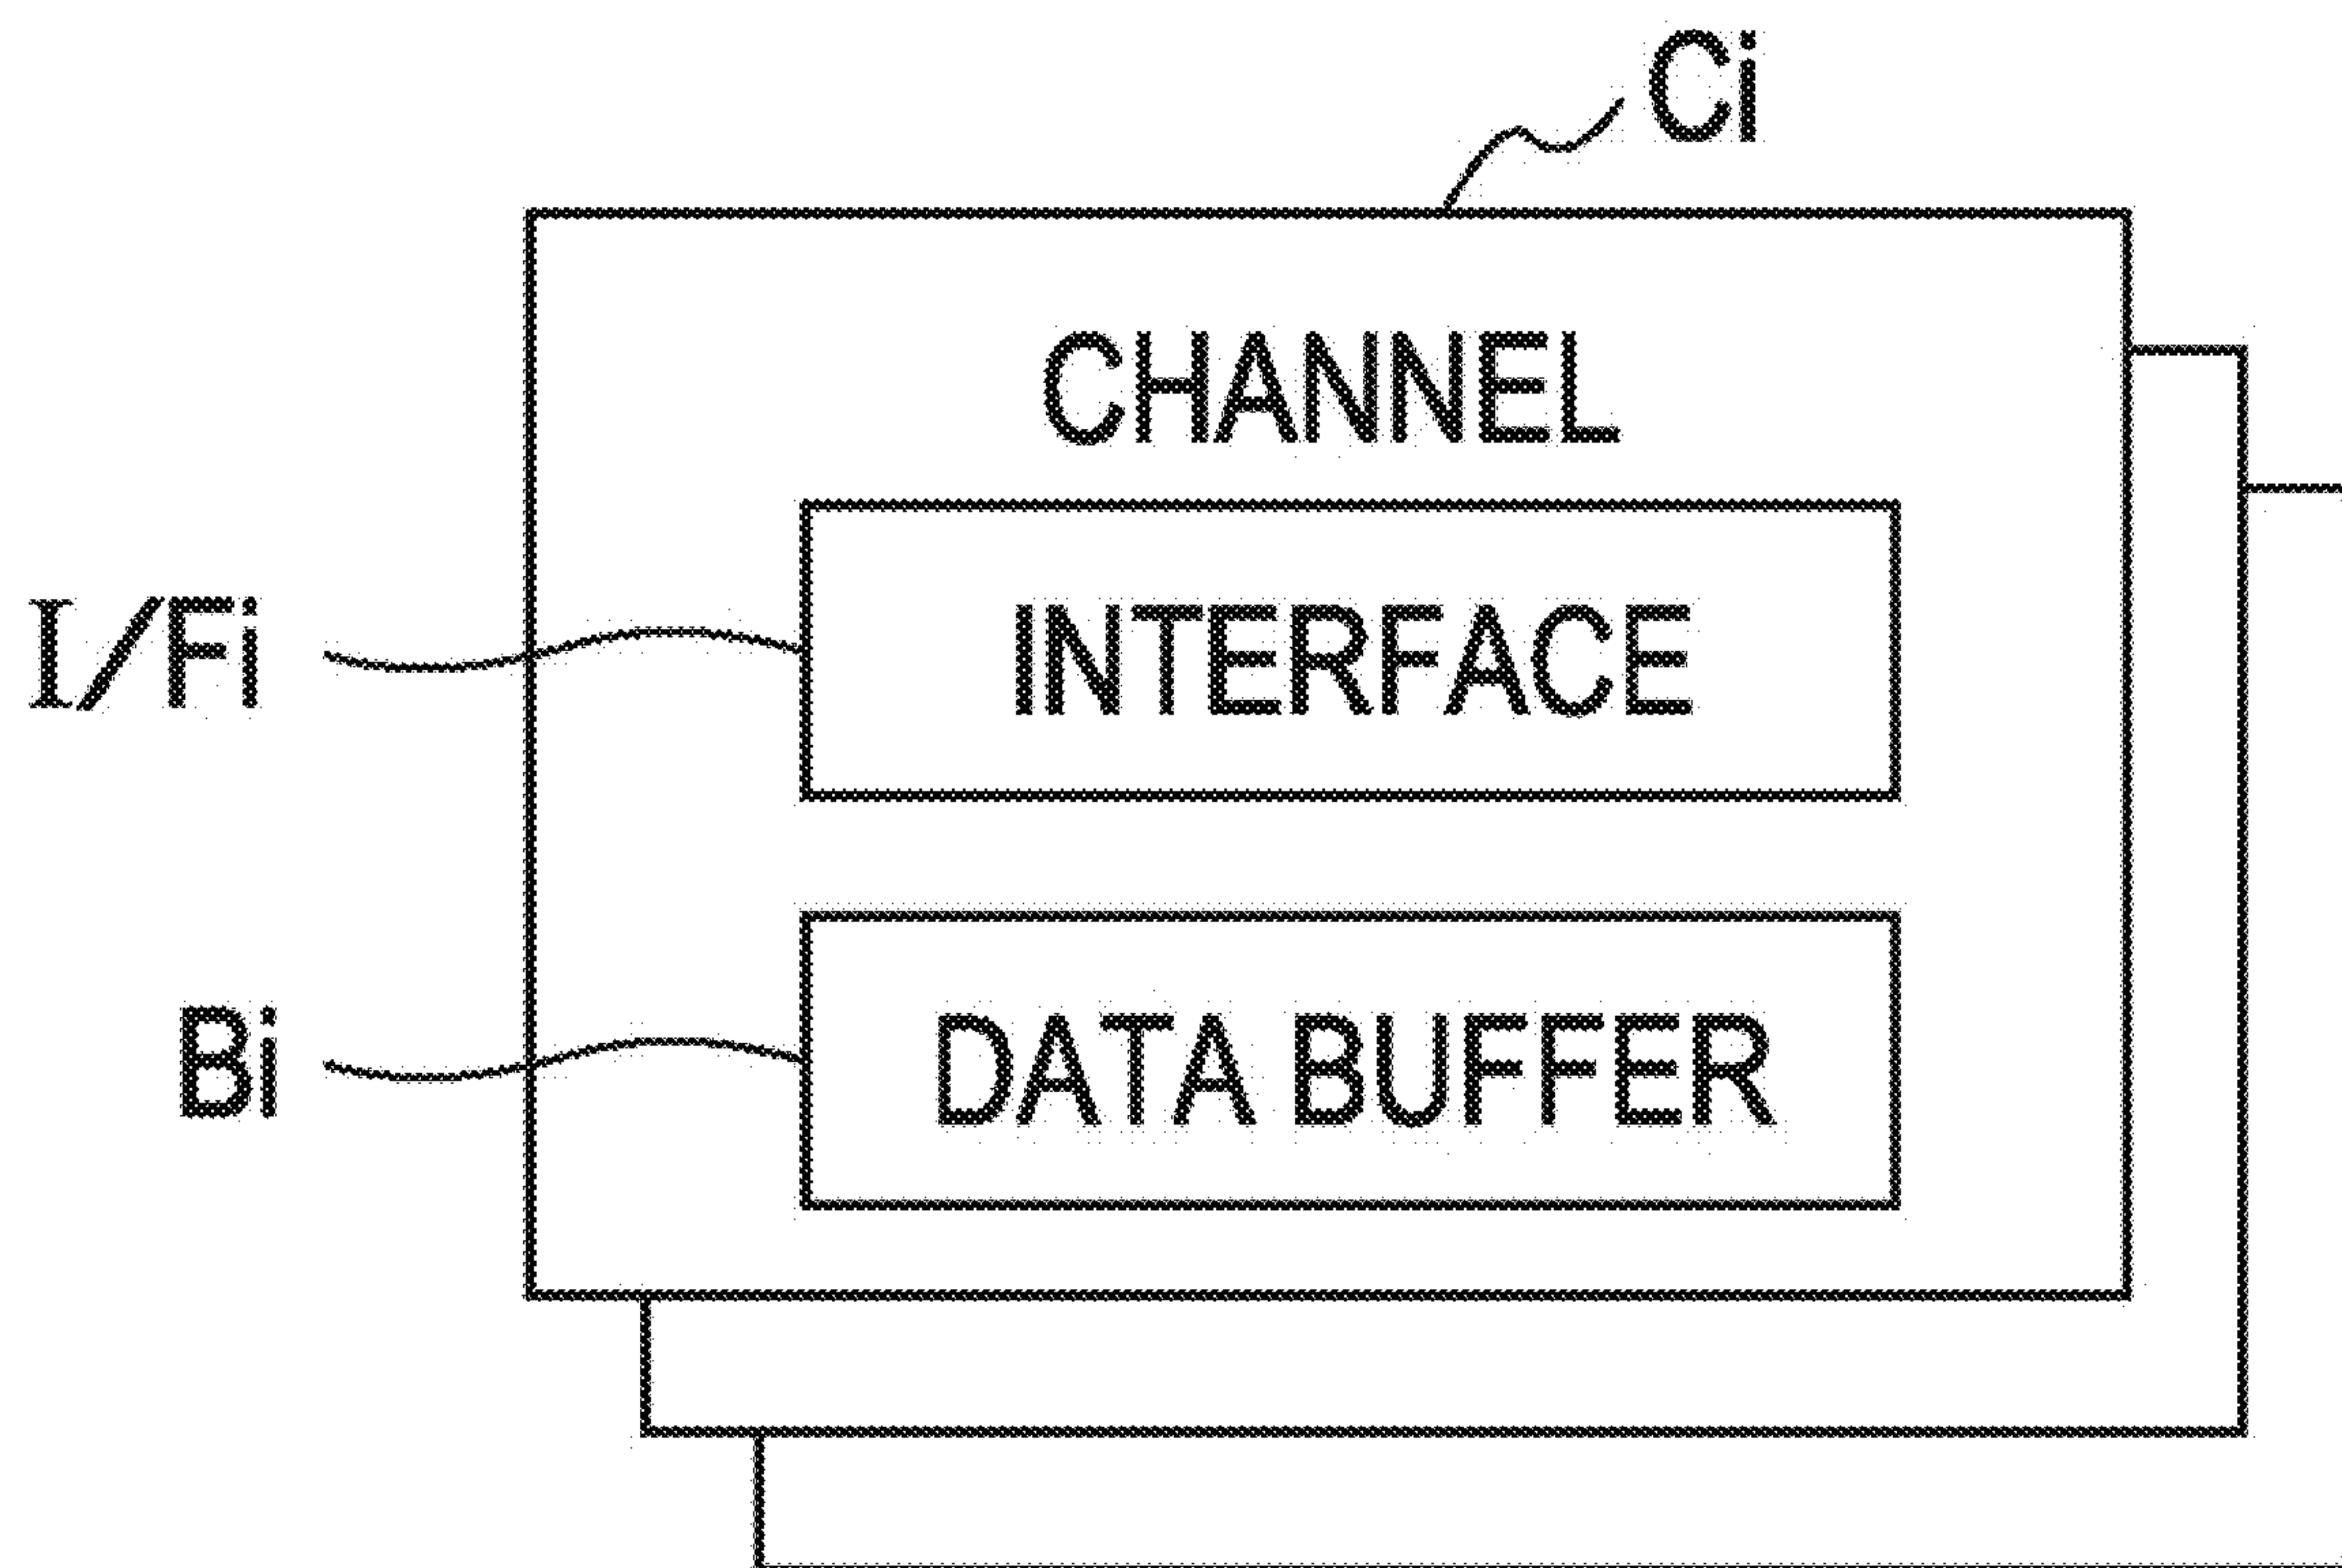 Ci
CHANNEL
I/Fi
INTERFACE
Bi
DATA BUFFER